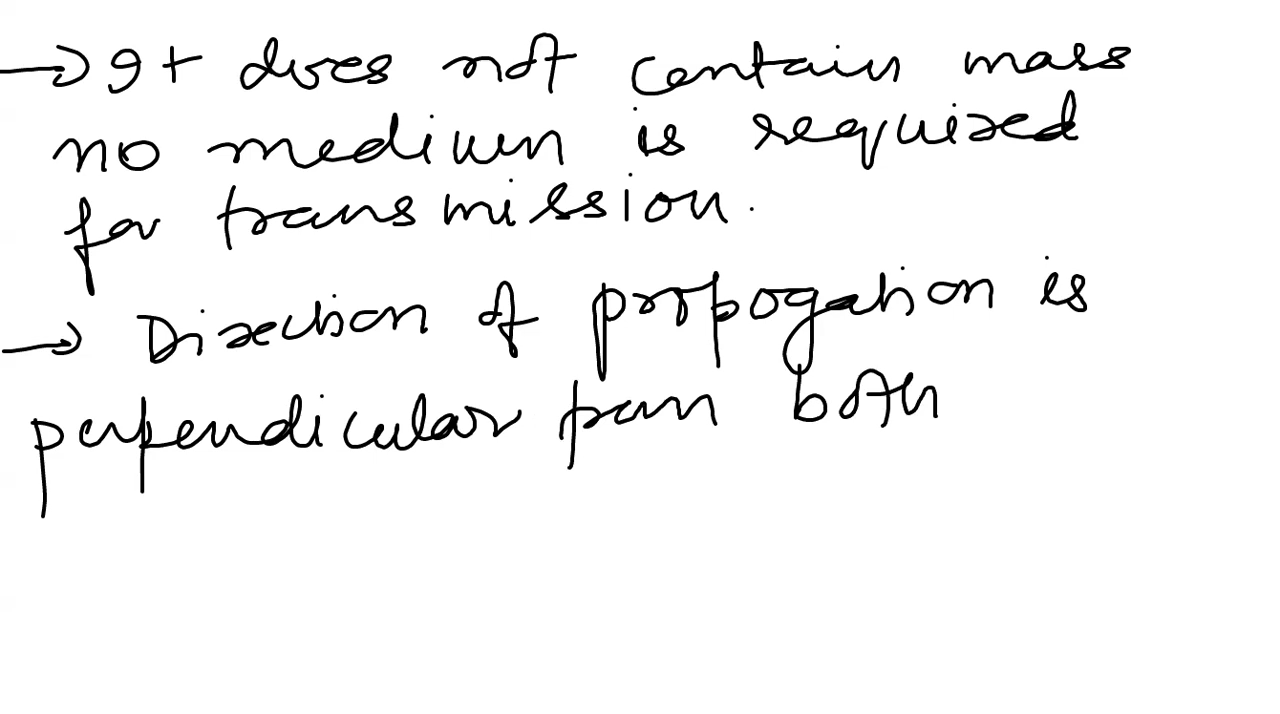 → It does not contain mass
no medium is required
for transmission.
→ Direction of propogation is
perpendicular from both